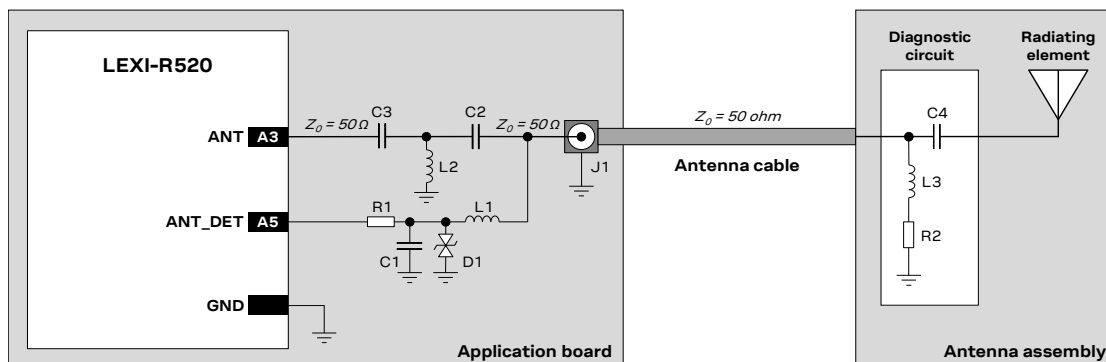 LEXI-R520
ANT A3
ANT_DET A5
GND
Z0 = 50 Ω
C3
C2
Z0 = 50 Ω
L2
R1
L1
C1
D1
J1
Application board
Z0 = 50 ohm
Antenna cable
Diagnostic
circuit
Radiating
element
C4
L3
R2
Antenna assembly